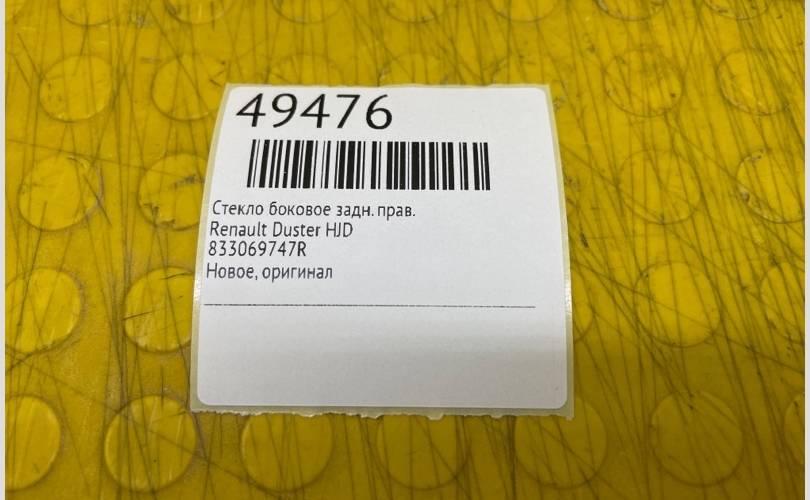 49476
Стекло боковое задн. прав.
Renault Duster HJD
833069747R
Новое, оригинал